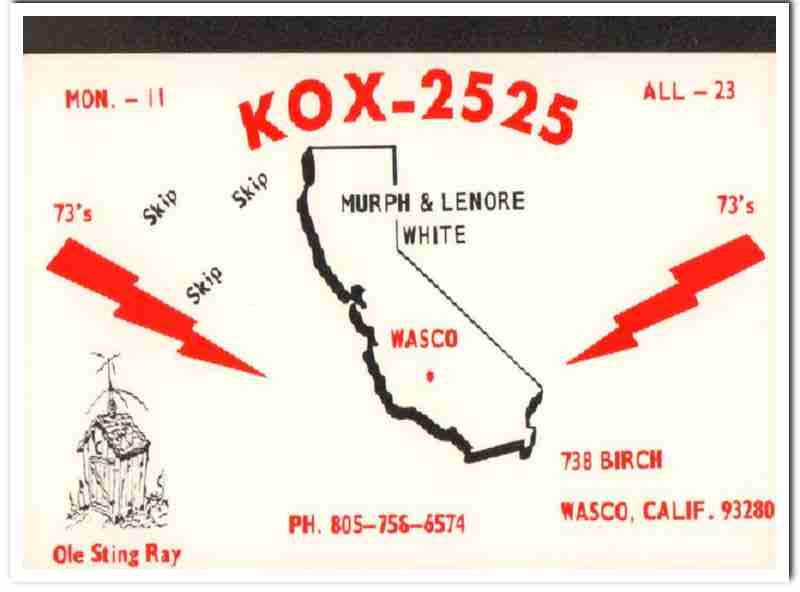 MON. - 11
KOX-2525
ALL - 23
73's
Skip
Skip
MURPH & LENORE
WHITE
73's
Skip
WASCO
738 BIRCH
WASCO, CALIF. 93280
PH. 805-758-6574
Ole Sting Ray